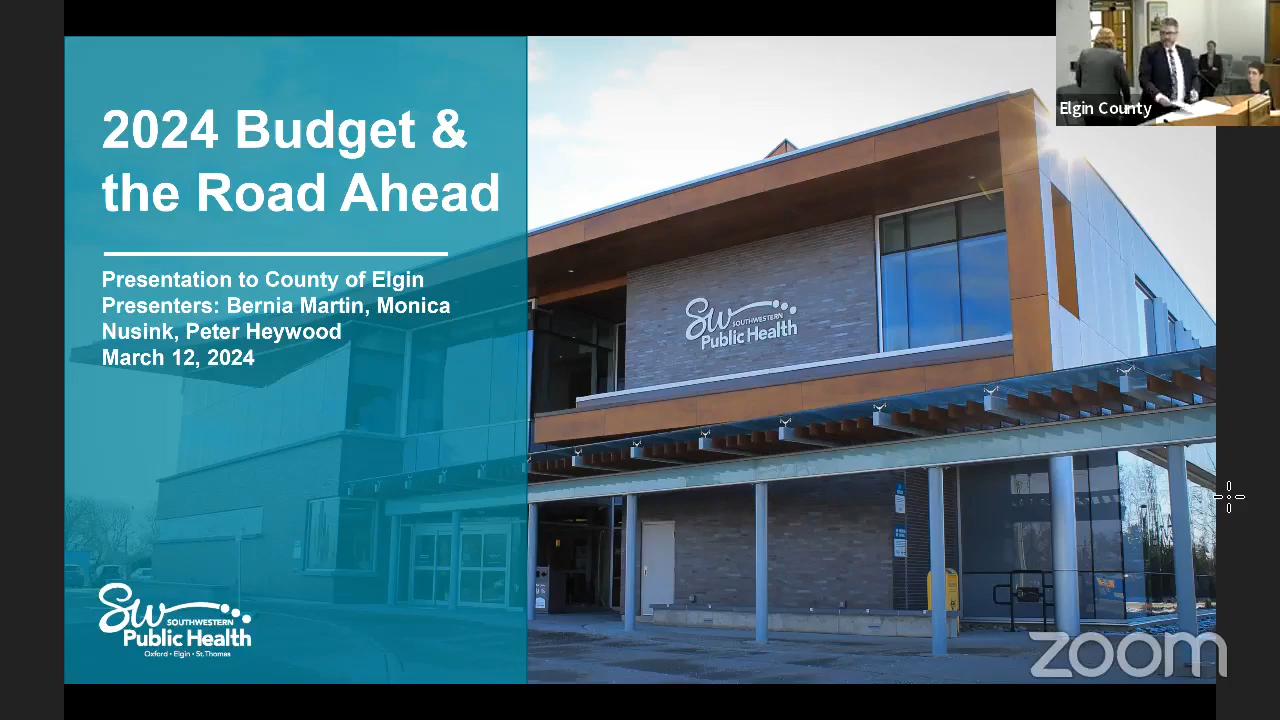 2024 Budget &
the Road Ahead
Presentation to County of Elgin
Presenters: Bernia Martin, Monica
Nusink, Peter Heywood
March 12, 2024
Sw SOUTHWESTERN
Public Health
Oxford • Elgin • St.Thomas
Sw SOUTHWESTERN
Public Health
Elgin County
zoom